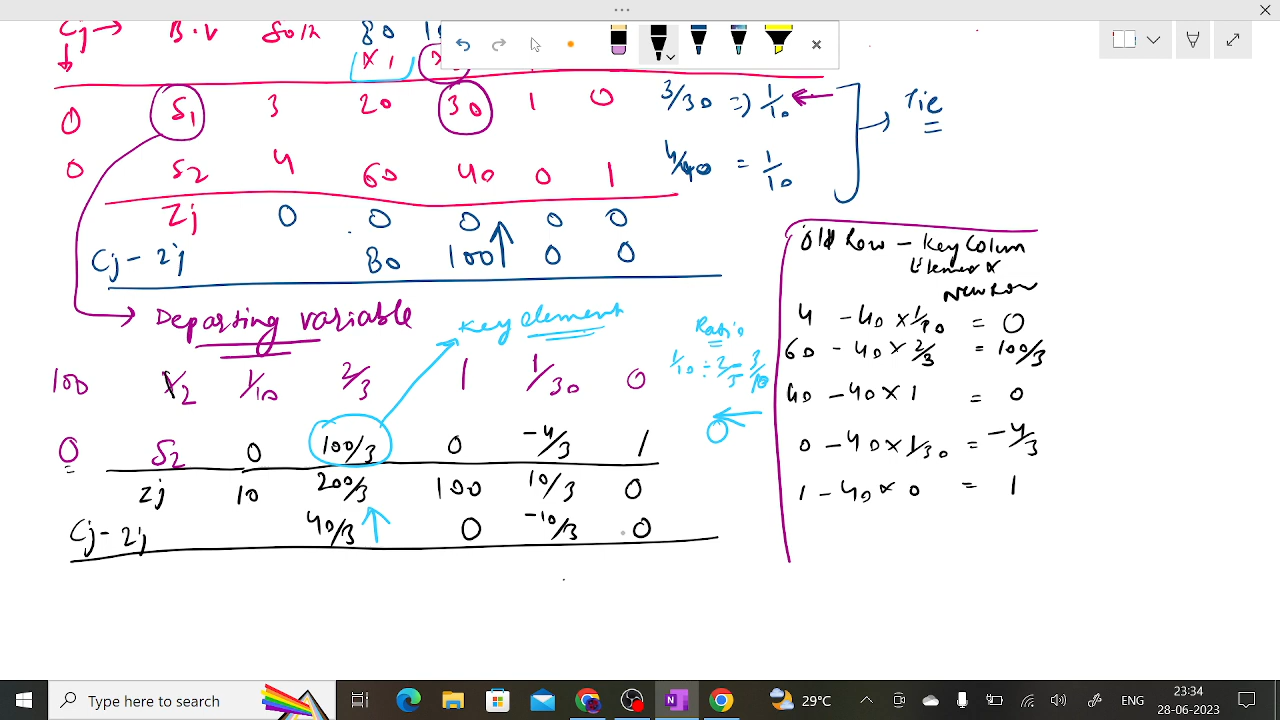 Cj → B.V Soln 80
X1
0 S1 3 20 30 1 0 3/30 => 1/10 Tie
0 S2 4 60 40 0 1 4/40 = 1/10
Zj 0 0 0 0 0
Cj - Zj 80 100 0 0
Old Row - Key Column
Element x
New Row
Departing variable
Key element
Ratio
4 - 40 x 1/10 = 0
60 - 40 x 2/3 = 100/3
40 - 40 x 1 = 0
0 - 40 x 1/30 = -4/3
1 - 40 x 0 = 1
100 X2 1/10 2/3 1 1/30 0
0 S2 0 100/3 0 -4/3 1 0
Zj 10 200/3 100 10/3 0
Cj - Zj 40/3 0 -10/3 0
Type here to search
29°C
ENG
28-06-2023